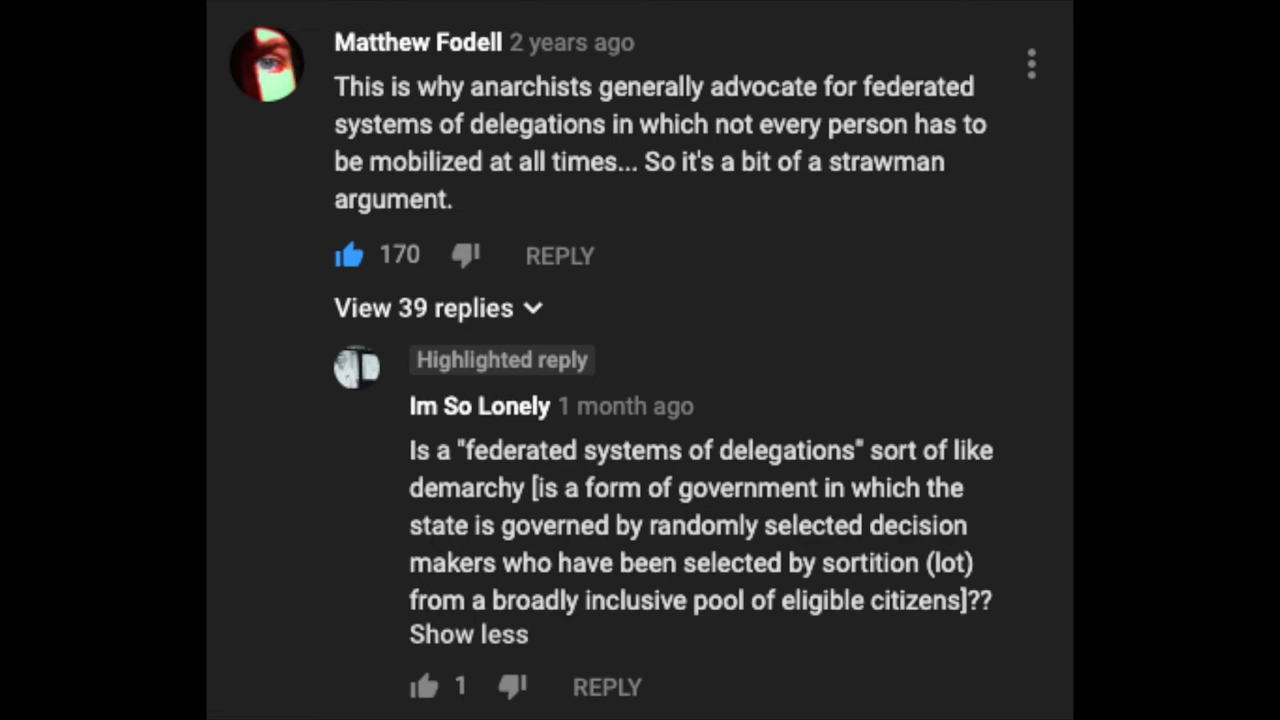 Matthew Fodell 2 years ago
This is why anarchists generally advocate for federated
systems of delegations in which not every person has to
be mobilized at all times... So it's a bit of a strawman
argument.
170 REPLY
View 39 replies
Highlighted reply
Im So Lonely 1 month ago
Is a "federated systems of delegations" sort of like
demarchy [is a form of government in which the
state is governed by randomly selected decision
makers who have been selected by sortition (lot)
from a broadly inclusive pool of eligible citizens]??
Show less
1 REPLY